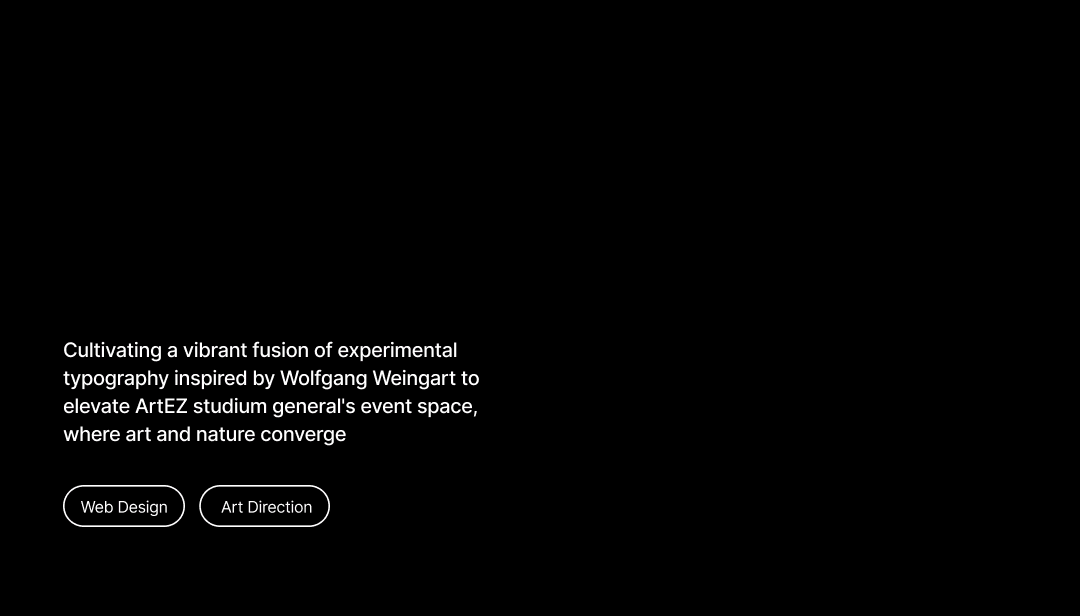 Cultivating a vibrant fusion of experimental
typography inspired by Wolfgang Weingart to
elevate ArtEZ studium general's event space,
where art and nature converge
Web Design
Art Direction